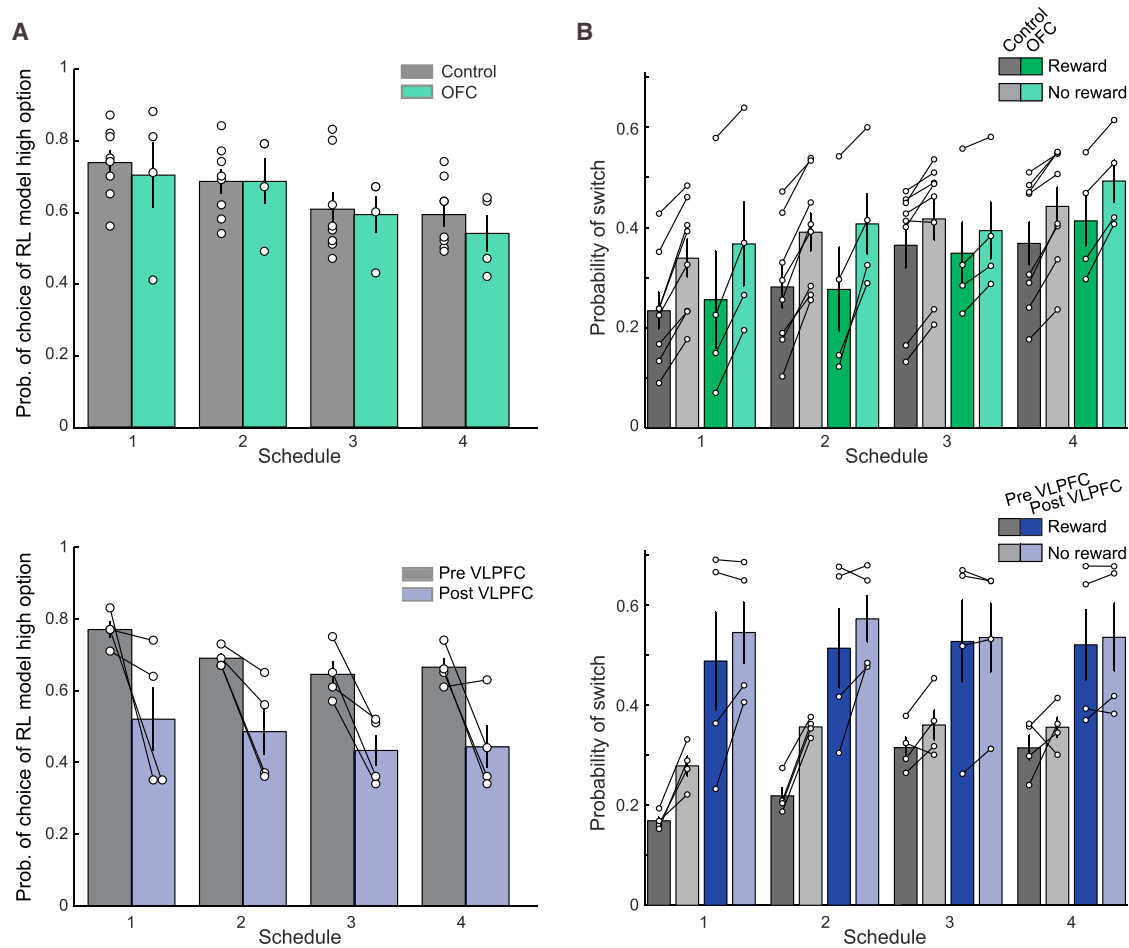 A
Prob. of choice of RL model high option
1
0.8
0.6
0.4
0.2
0
Control
OFC
1 2 3 4
Schedule
B
Probability of switch
0.6
0.4
0.2
0
Control
OFC
Reward
No reward
1 2 3 4
Schedule
Prob. of choice of RL model high option
1
0.8
0.6
0.4
0.2
0
Pre VLPFC
Post VLPFC
1 2 3 4
Schedule
Probability of switch
0.6
0.4
0.2
0
Pre VLPFC
Post VLPFC
Reward
No reward
1 2 3 4
Schedule